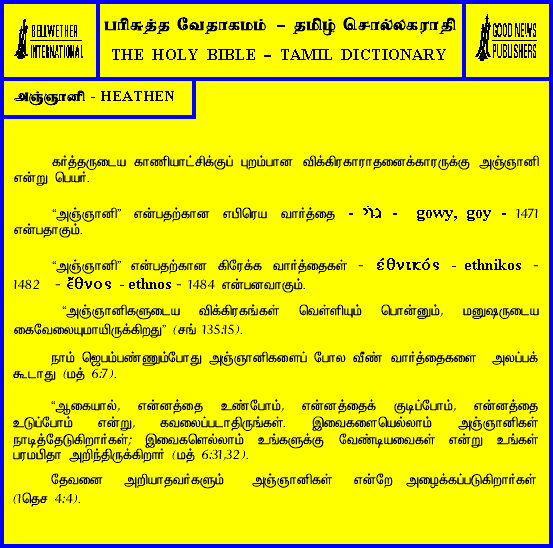 BELLWETHER
INTERNATIONAL
பரிசுத்த வேதாகமம் – தமிழ் சொல்லகராதி
THE HOLY BIBLE – TAMIL DICTIONARY
GOOD NEWS
PUBLISHERS
அஞ்ஞானி - HEATHEN
கர்த்தருடைய காணியாட்சிக்குப் புறம்பான விக்கிரகாராதனைக்காரருக்கு அஞ்ஞானி
என்று பெயர்.
“அஞ்ஞானி” என்பதற்கான எபிரெய வார்த்தை - גּוֹי - gowy, goy - 1471
என்பதாகும்.
“அஞ்ஞானி” என்பதற்கான கிரேக்க வார்த்தைகள் - ἐθνικός - ethnikos -
1482 - ἔθνος - ethnos - 1484 என்பனவாகும்.
“அஞ்ஞானிகளுடைய விக்கிரகங்கள் வெள்ளியும் பொன்னும், மனுஷருடைய
கைவேலையுமாயிருக்கிறது” (சங் 135:15).
நாம் ஜெபம்பண்ணும்போது அஞ்ஞானிகளைப் போல வீண் வார்த்தைகளை அலப்பக்
கூடாது (மத் 6:7).
“ஆகையால், என்னத்தை உண்போம், என்னத்தைக் குடிப்போம், என்னத்தை
உடுப்போம் என்று, கவலைப்படாதிருங்கள். இவைகளையெல்லாம் அஞ்ஞானிகள்
நாடித்தேடுகிறார்கள்; இவைகளெல்லாம் உங்களுக்கு வேண்டியவைகள் என்று உங்கள்
பரமபிதா அறிந்திருக்கிறார் (மத் 6:31,32).
தேவனை அறியாதவர்களும் அஞ்ஞானிகள் என்றே அழைக்கப்படுகிறார்கள்
(1தெச 4:4).